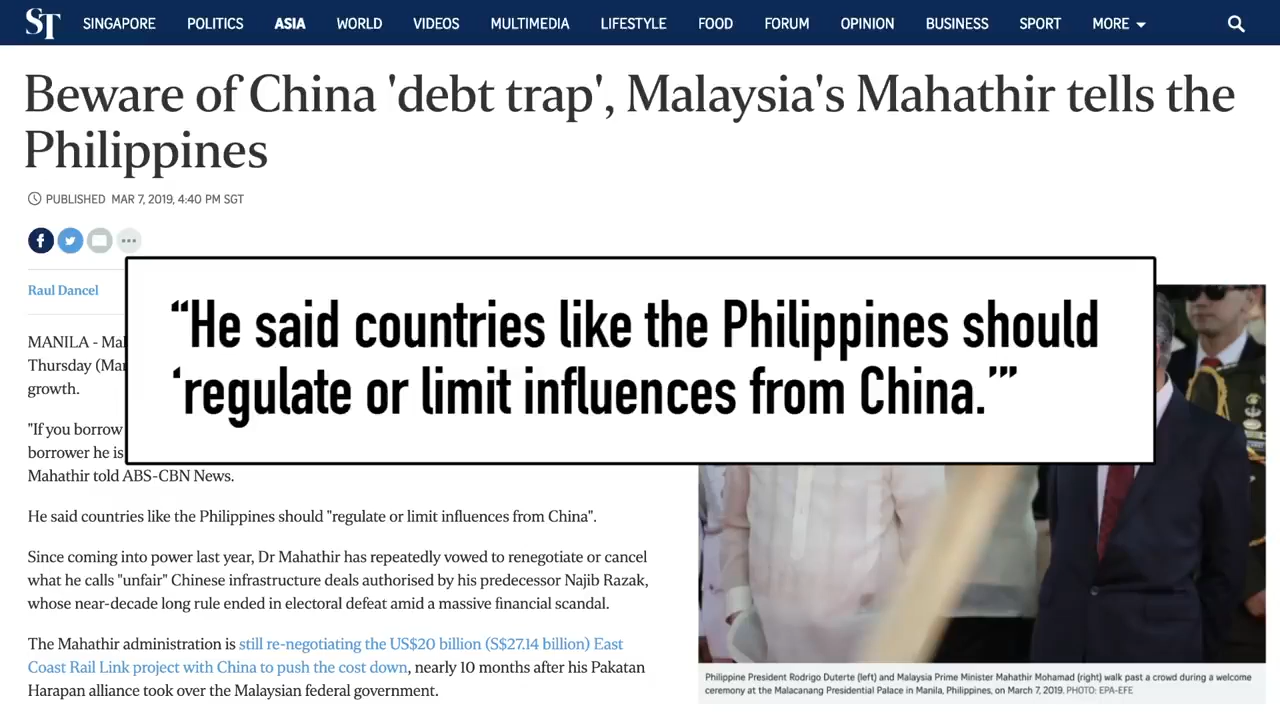 ST SINGAPORE POLITICS ASIA WORLD VIDEOS MULTIMEDIA LIFESTYLE FOOD FORUM OPINION BUSINESS SPORT MORE
Beware of China 'debt trap', Malaysia's Mahathir tells the
Philippines
PUBLISHED MAR 7, 2019, 4:40 PM SGT
Raul Dancel
“He said countries like the Philippines should
‘regulate or limit influences from China.’”
MANILA - Mal
Thursday (Mar
growth.
"If you borrow
borrower he is
Mahathir told ABS-CBN News.
He said countries like the Philippines should "regulate or limit influences from China".
Since coming into power last year, Dr Mahathir has repeatedly vowed to renegotiate or cancel
what he calls "unfair" Chinese infrastructure deals authorised by his predecessor Najib Razak,
whose near-decade long rule ended in electoral defeat amid a massive financial scandal.
The Mahathir administration is still re-negotiating the US$20 billion (S$27.14 billion) East
Coast Rail Link project with China to push the cost down, nearly 10 months after his Pakatan
Harapan alliance took over the Malaysian federal government.
Philippine President Rodrigo Duterte (left) and Malaysia Prime Minister Mahathir Mohamad (right) walk past a crowd during a welcome
ceremony at the Malacanang Presidential Palace in Manila, Philippines, on March 7, 2019. PHOTO: EPA-EFE